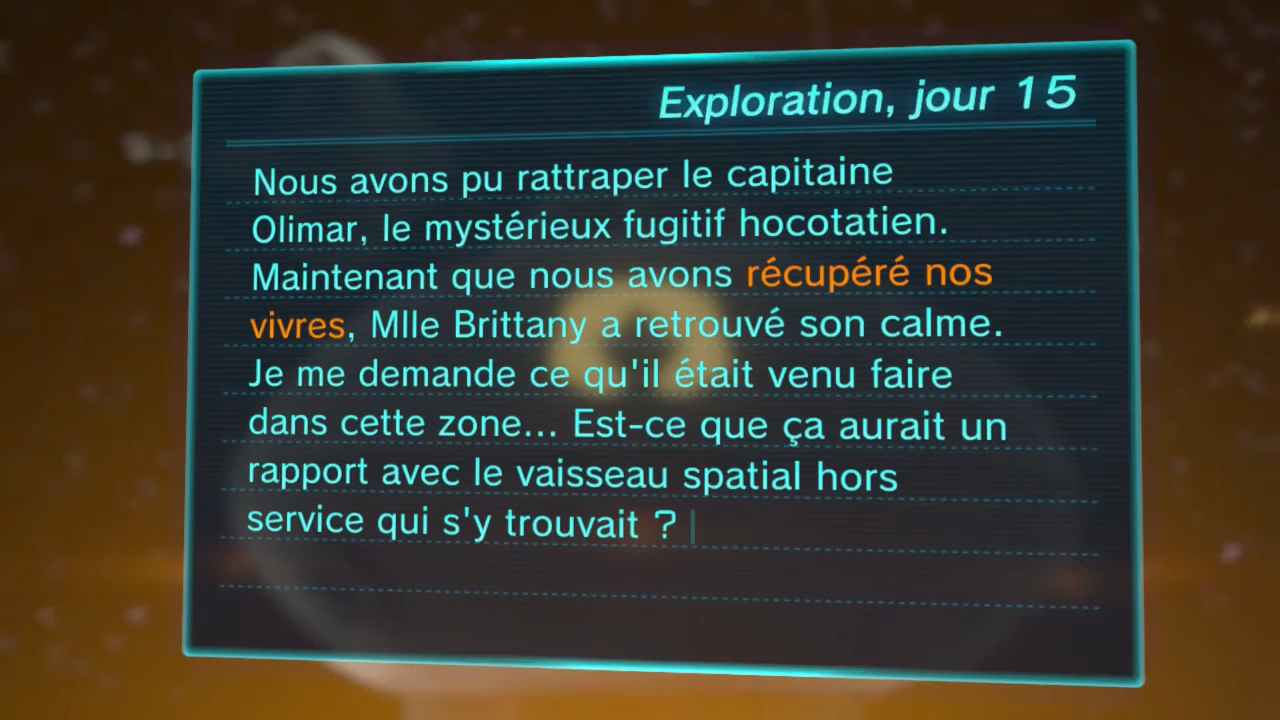 Exploration, jour 15
Nous avons pu rattraper le capitaine
Olimar, le mystérieux fugitif hocotatien.
Maintenant que nous avons récupéré nos
vivres, Mlle Brittany a retrouvé son calme.
Je me demande ce qu'il était venu faire
dans cette zone... Est-ce que ça aurait un
rapport avec le vaisseau spatial hors
service qui s'y trouvait ?